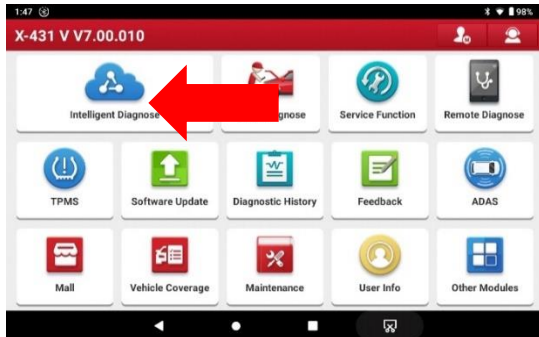 1:47
98%
X-431 V V7.00.010
Intelligent Diagnose
gnose
Service Function
Remote Diagnose
TPMS
Software Update
Diagnostic History
Feedback
ADAS
Mall
Vehicle Coverage
Maintenance
User Info
Other Modules